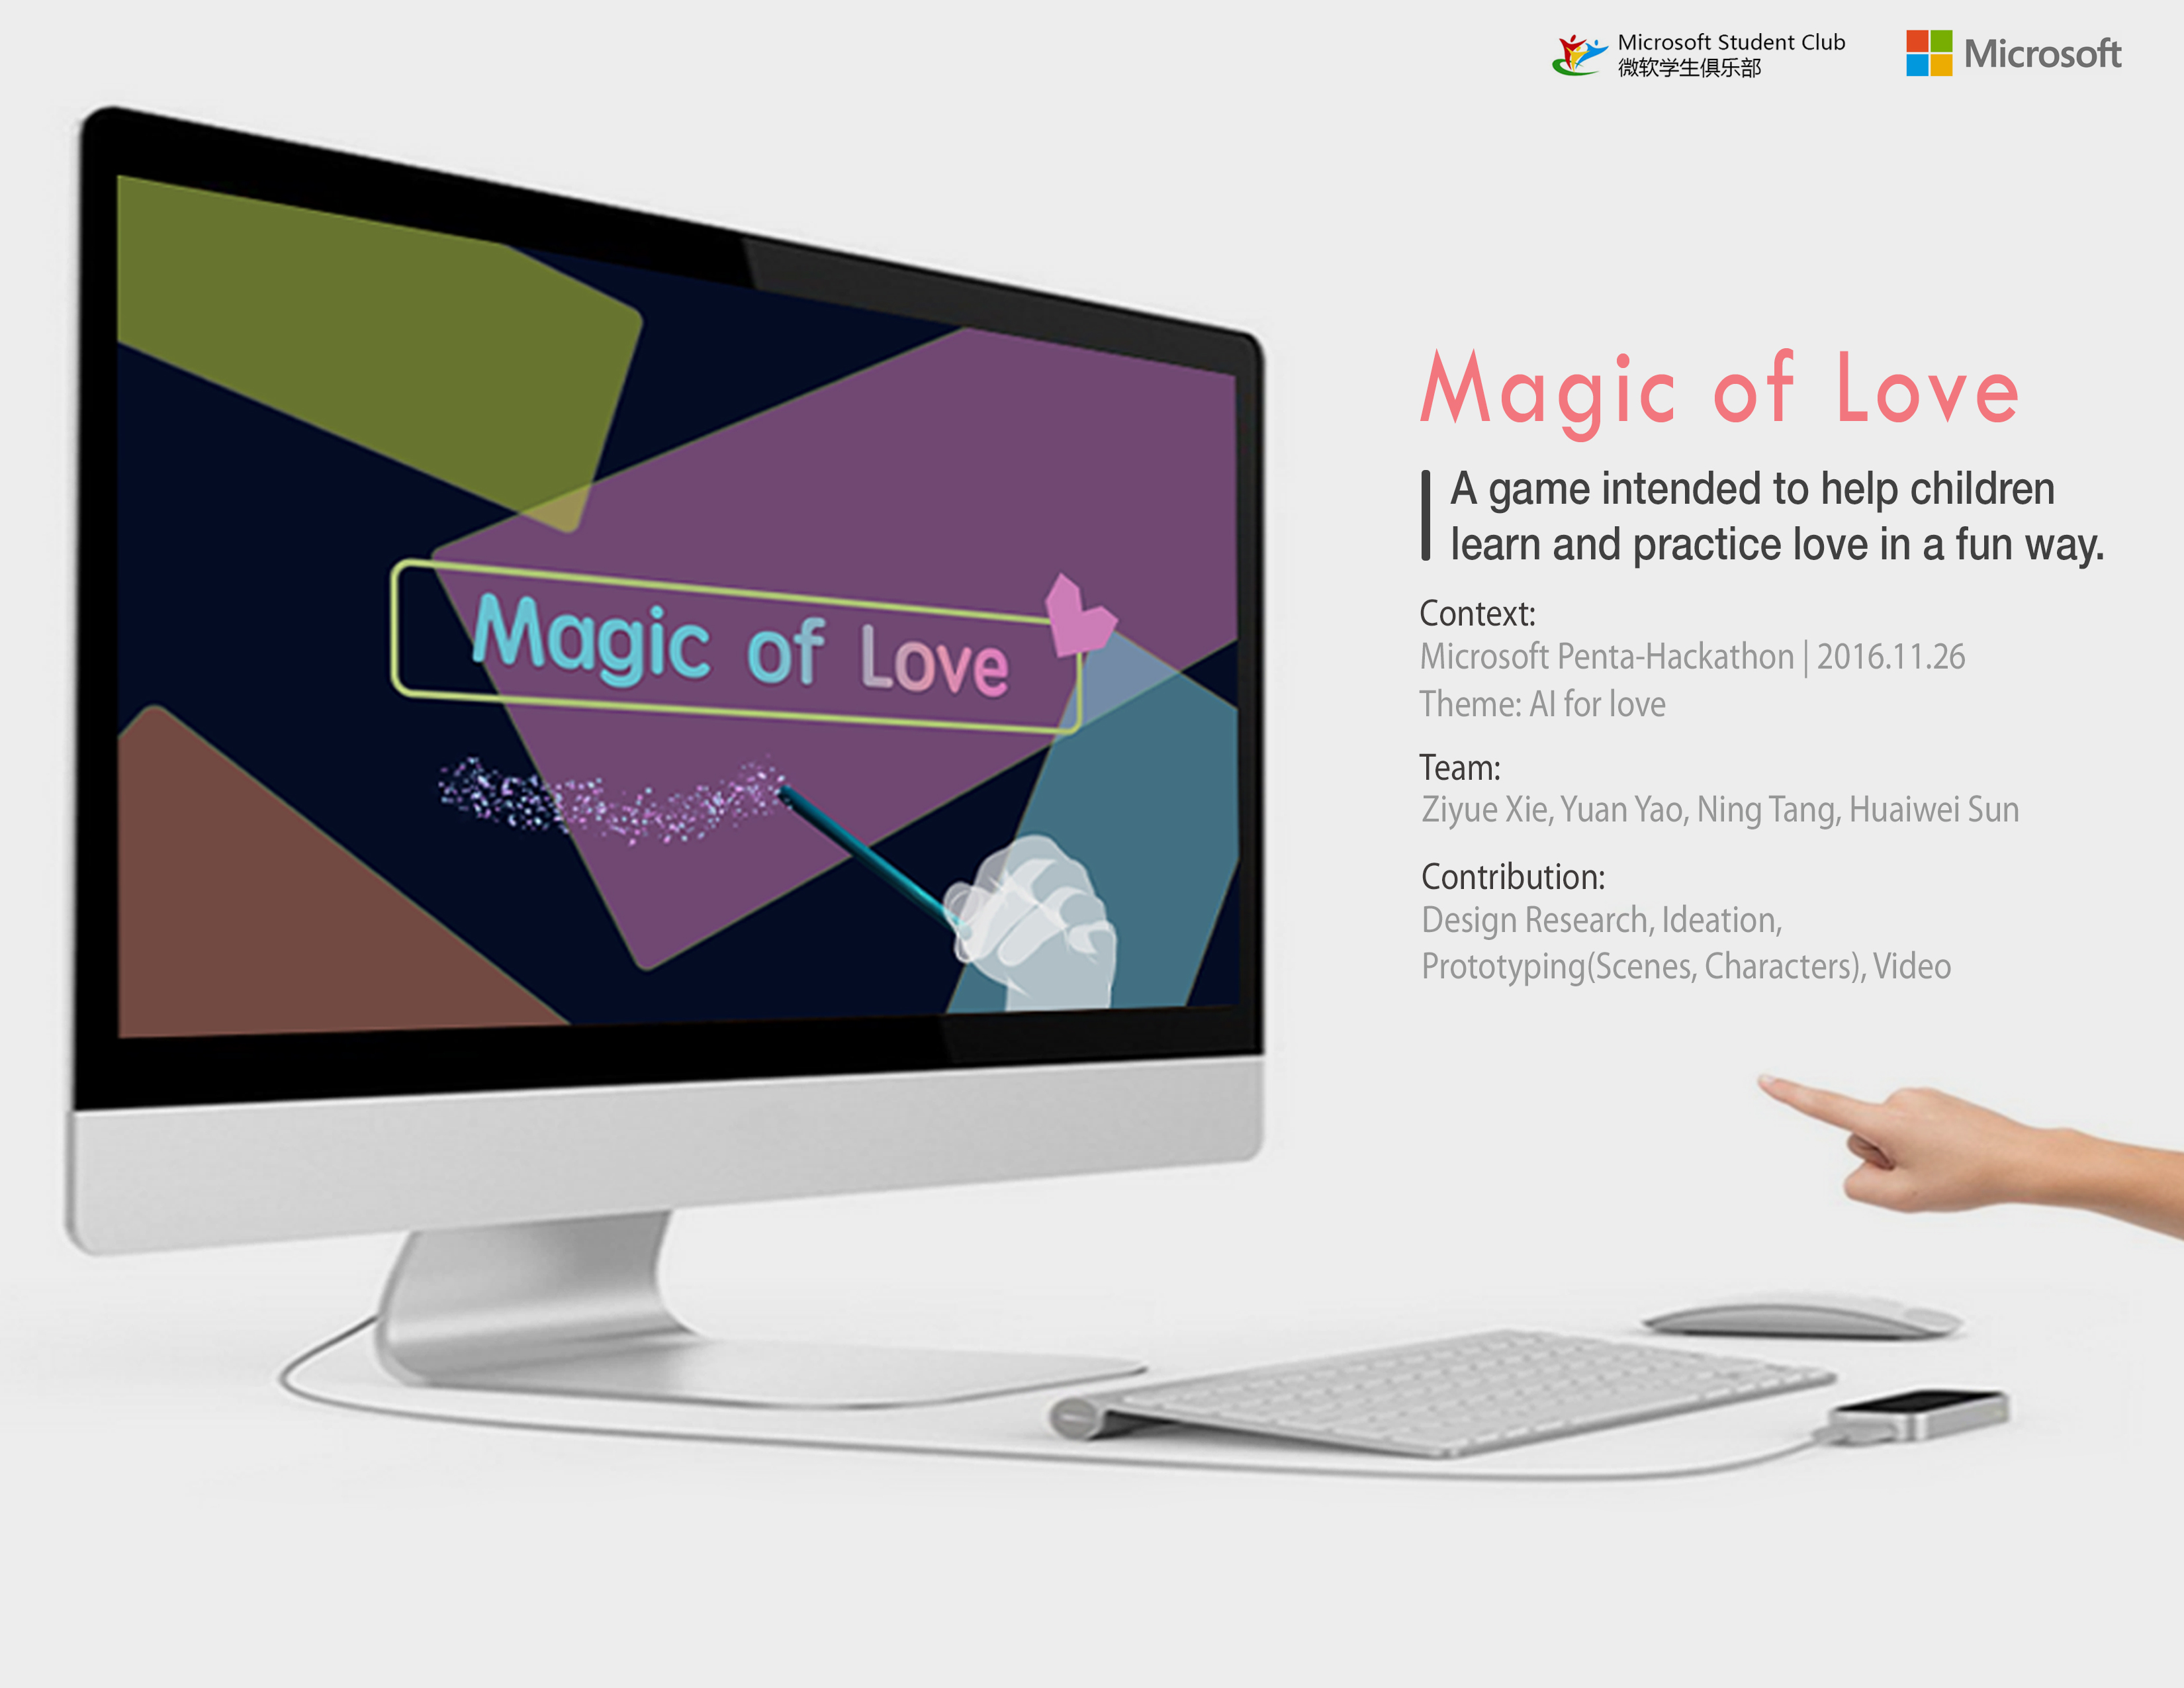 Microsoft Student Club
微软学生俱乐部
Microsoft
Magic of Love
Magic of Love
A game intended to help children
learn and practice love in a fun way.
Context:
Microsoft Penta-Hackathon | 2016.11.26
Theme: AI for love
Team:
Ziyue Xie, Yuan Yao, Ning Tang, Huaiwei Sun
Contribution:
Design Research, Ideation,
Prototyping(Scenes, Characters), Video